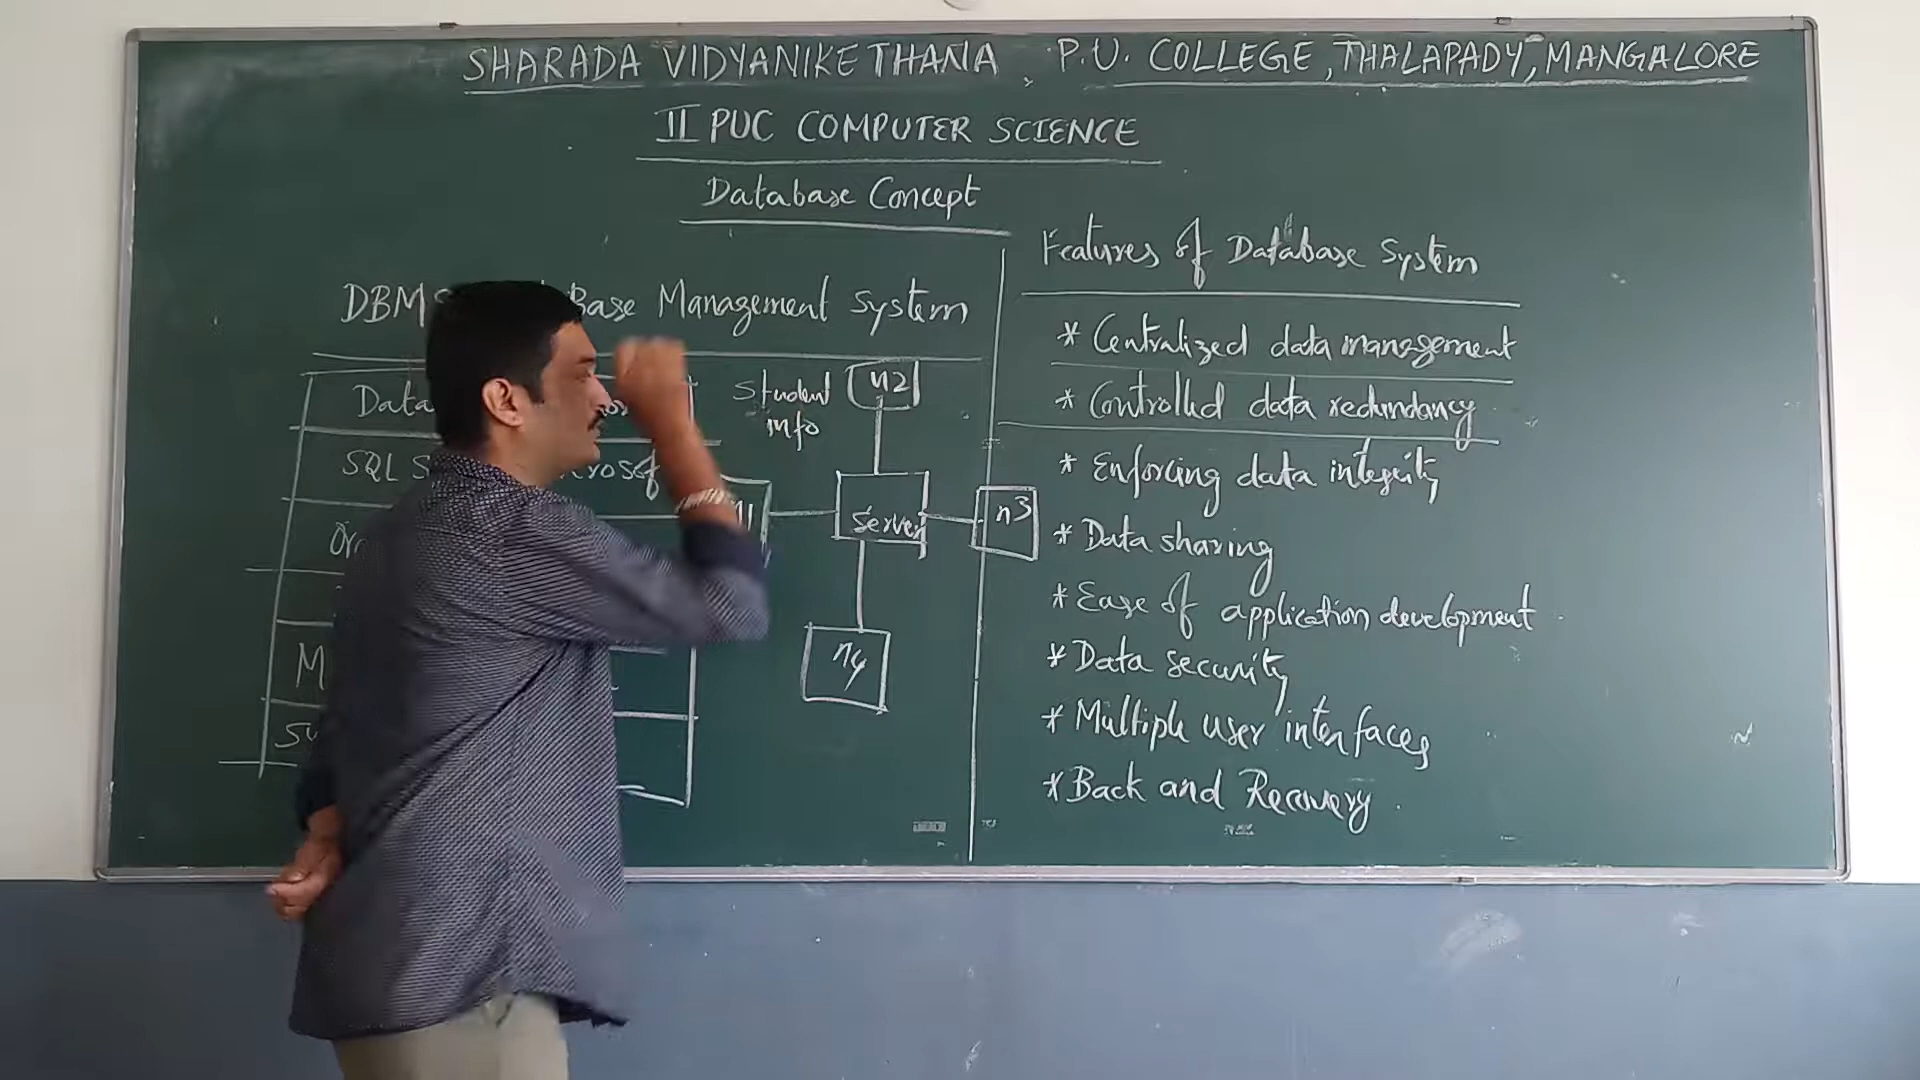 SHARADA VIDYANIKETHANA, P.U. COLLEGE, THALAPADY, MANGALORE
II PUC COMPUTER SCIENCE
Database Concept
DBMS Base Management System
Data
SQL
Student
info
n2
Server
n3
n4
Features of Database System
* Centralized data management
* Controlled data redundancy
* Enforcing data integrity
* Data sharing
* Ease of application development
* Data security
* Multiple user interfaces
* Back and Recovery